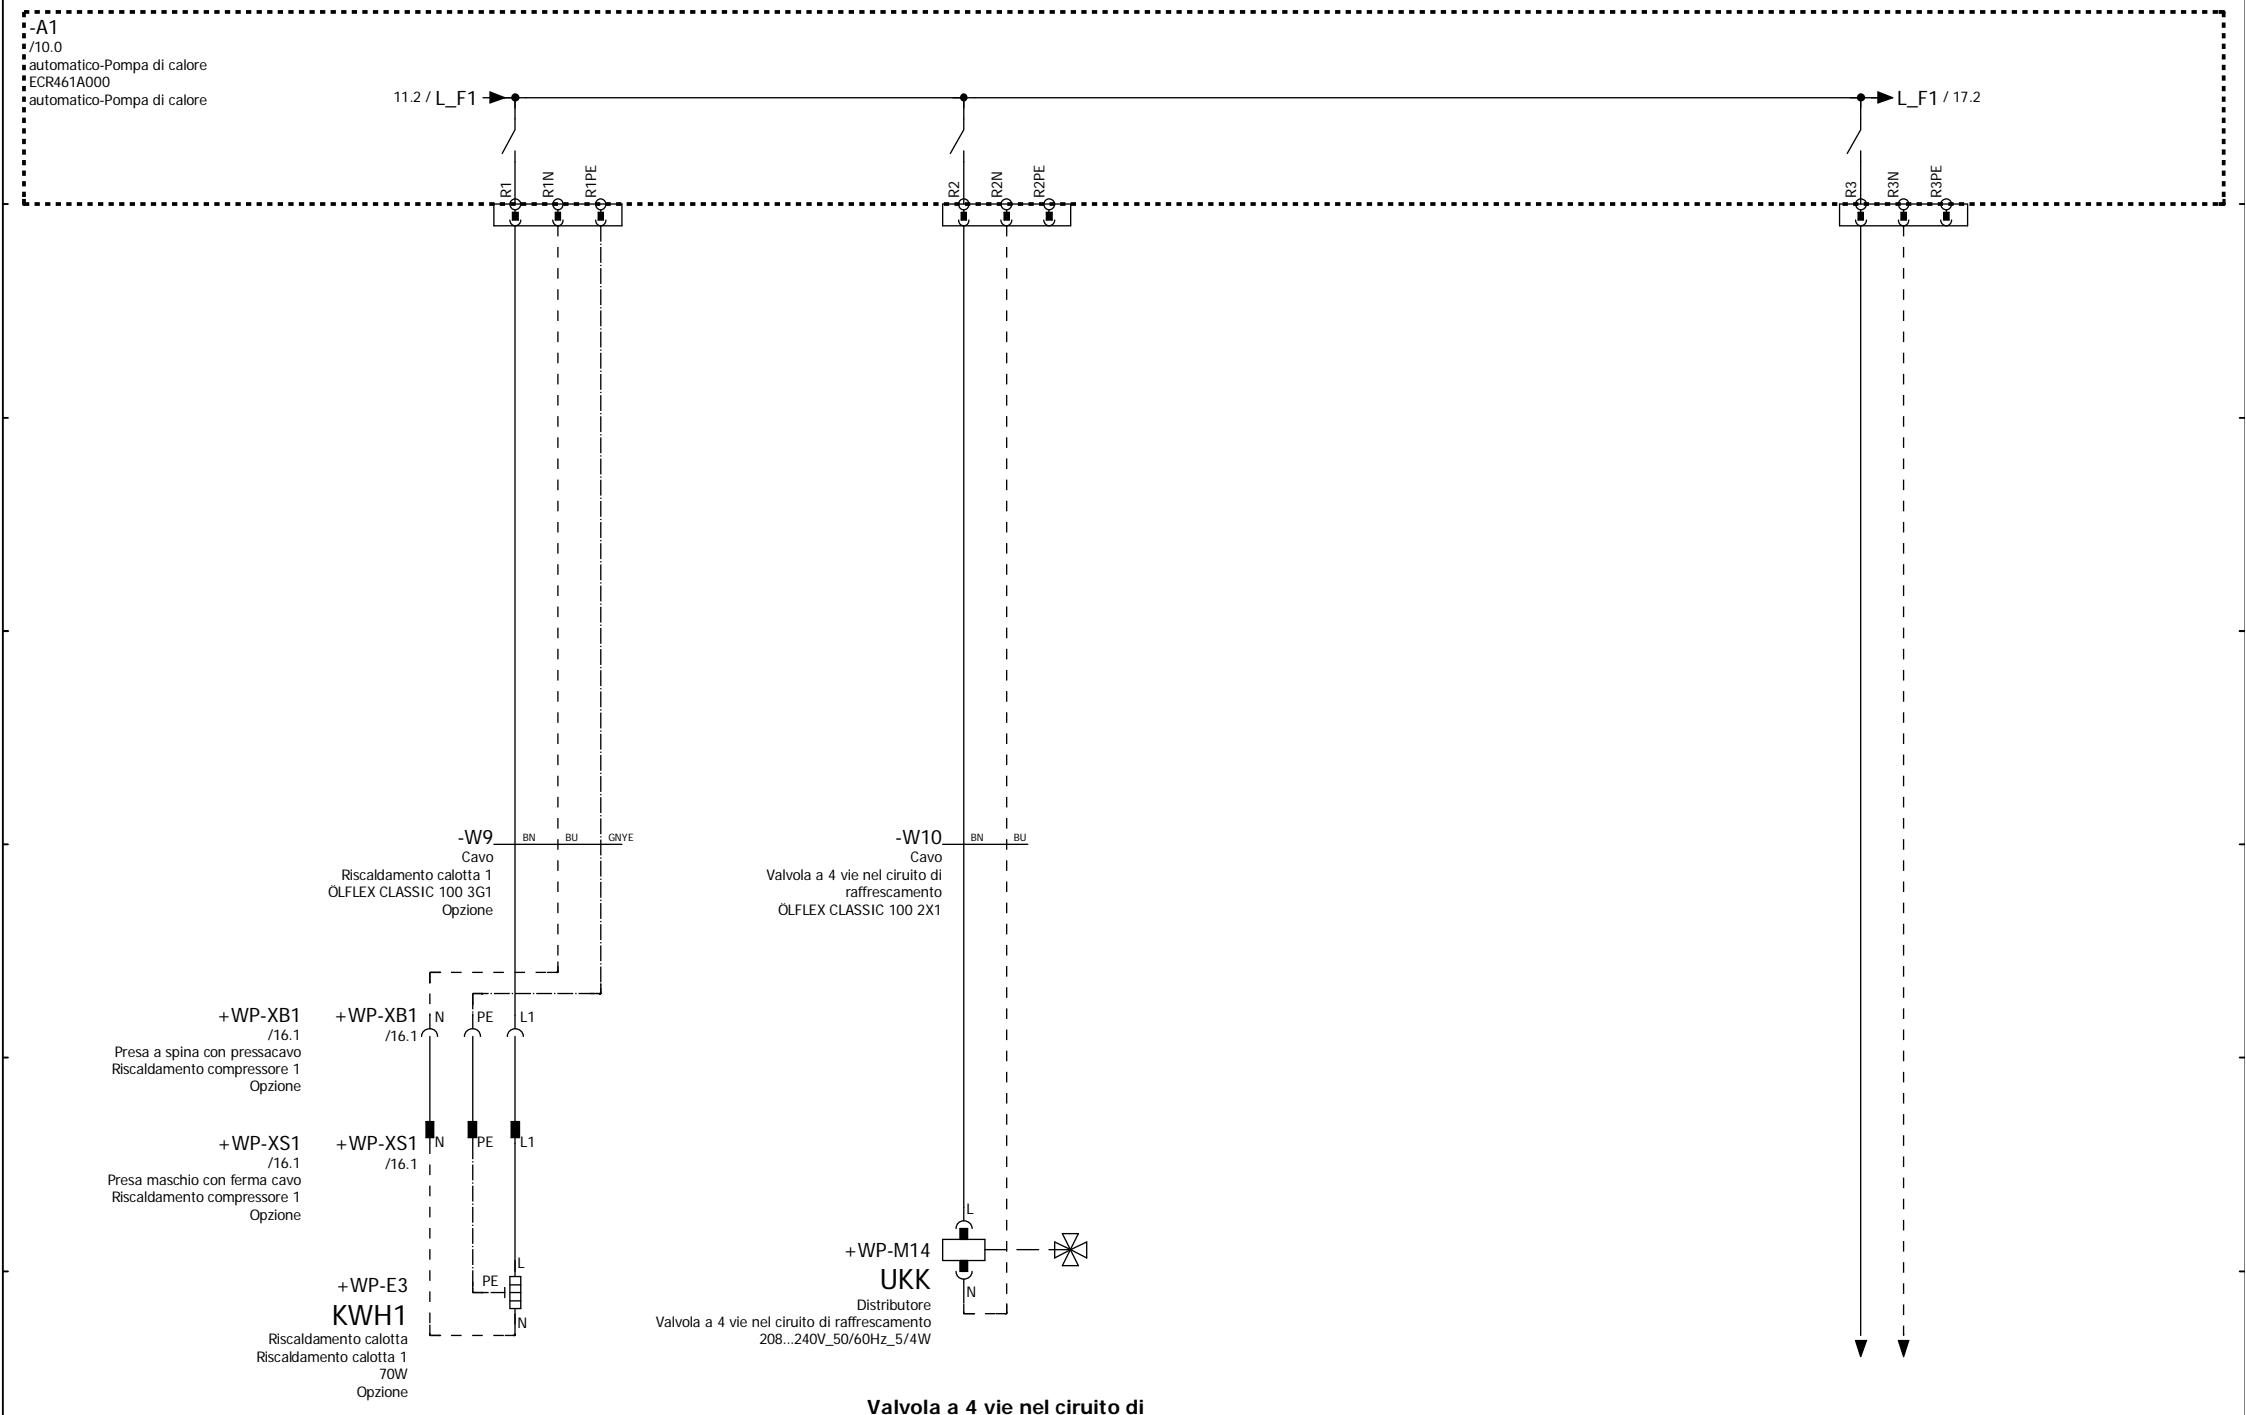 -A1
/10.0
automatico-Pompa di calore
ECR461A000
automatico-Pompa di calore
11.2 / L_F1
L_F1 / 17.2
R1
R1N
R1PE
R2
R2N
R2PE
R3
R3N
R3PE
-W9
BN
BU
GNYE
Cavo
Riscaldamento calotta 1
ÖLFLEX CLASSIC 100 3G1
Opzione
-W10
BN
BU
Cavo
Valvola a 4 vie nel ciruito di
raffrescamento
ÖLFLEX CLASSIC 100 2X1
+WP-XB1
/16.1
Presa a spina con pressacavo
Riscaldamento compressore 1
Opzione
+WP-XB1
/16.1
N
PE
L1
+WP-XS1
/16.1
Presa maschio con ferma cavo
Riscaldamento compressore 1
Opzione
+WP-XS1
/16.1
N
PE
L1
+WP-E3
KWH1
Riscaldamento calotta
Riscaldamento calotta 1
70W
Opzione
L
PE
N
+WP-M14
UKK
Distributore
Valvola a 4 vie nel ciruito di raffrescamento
208...240V_50/60Hz_5/4W
L
N
Valvola a 4 vie nel ciruito di